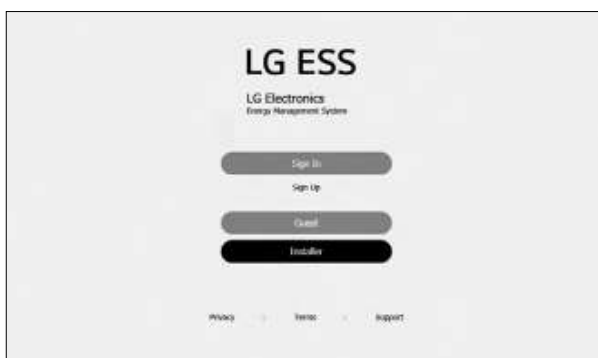 LG ESS
LG Electronics
Energy Management System
Sign In
Sign Up
Guest
Installer
Privacy
Terms
Support